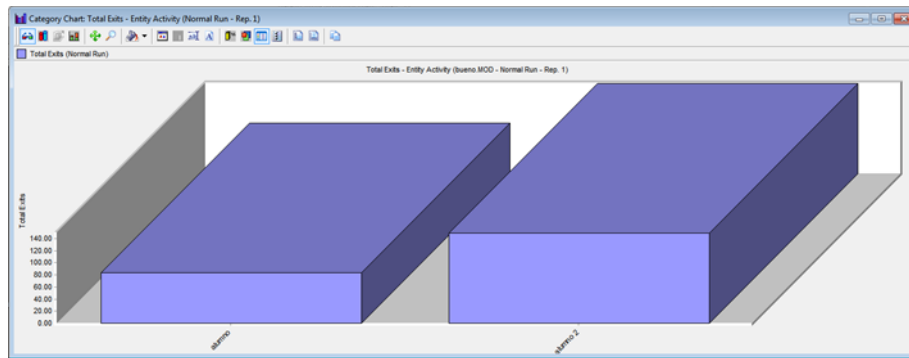 Category Chart: Total Exits - Entity Activity (Normal Run - Rep. 1)
Total Exits (Normal Run)
Total Exits - Entity Activity (bueno.MOD - Normal Run - Rep. 1)
Total Exits
140.00
120.00
100.00
80.00
60.00
40.00
20.00
0.00
alumno
alumno 2